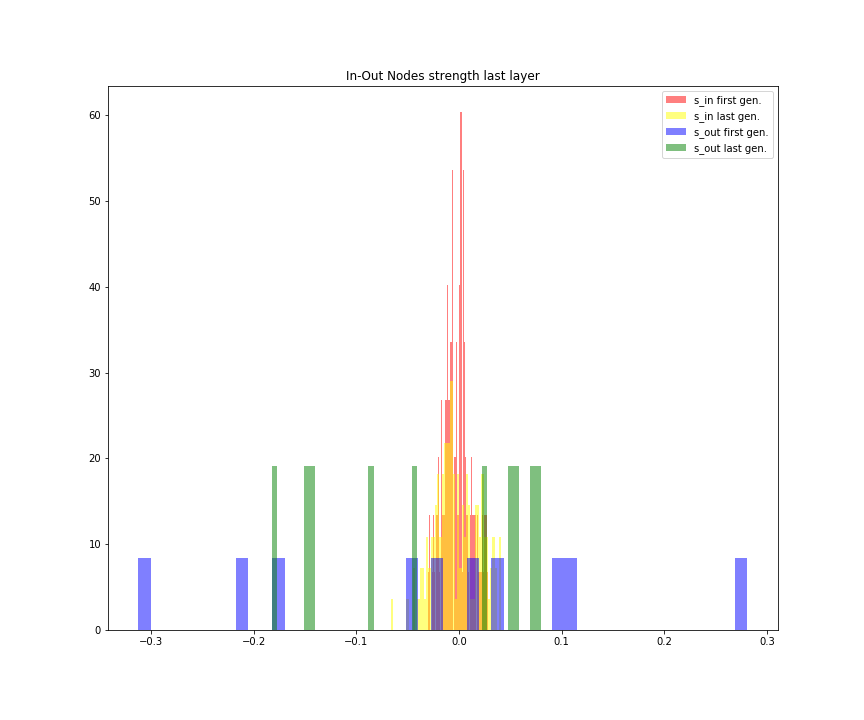 In-Out Nodes strength last layer
s_in first gen.
s_in last gen.
s_out first gen.
s_out last gen.
60
50
40
30
20
10
0
−0.3 −0.2 −0.1 0.0 0.1 0.2 0.3